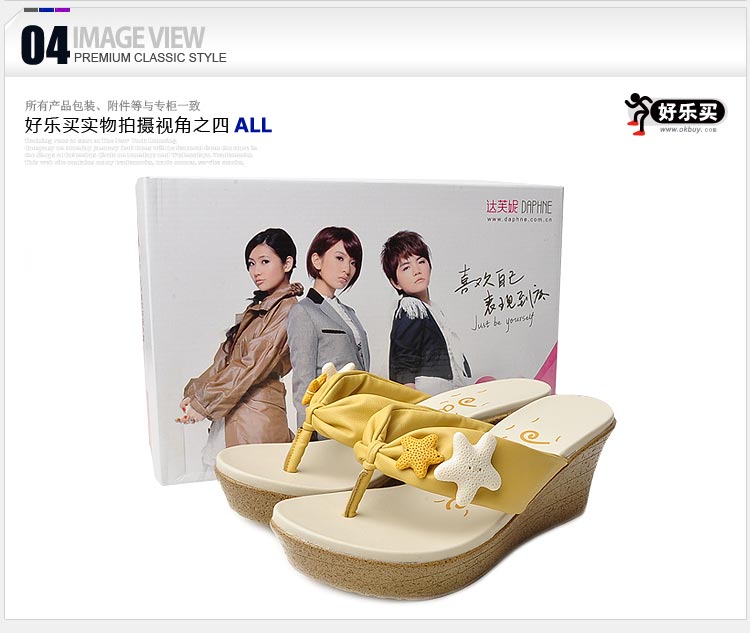 04 IMAGE VIEW
PREMIUM CLASSIC STYLE
所有产品包装、附件等与专柜一致
好乐买实物拍摄视角之四 ALL
好乐买
www.okbuy.com
达芙妮 DAPHNE
www.daphne.com.cn
喜欢自己
表现到底
Just be yourself